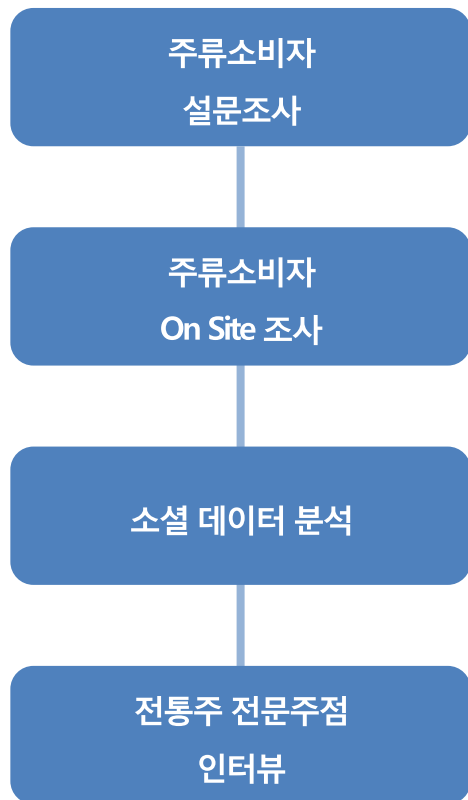 주류소비자
설문조사
주류소비자
On Site 조사
소셜 데이터 분석
전통주 전문주점
인터뷰